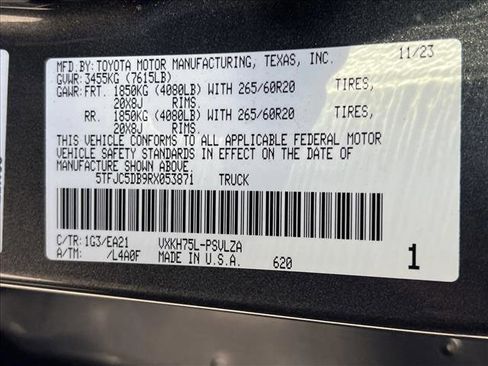 MFD.BY:TOYOTA MOTOR MANUFACTURING, TEXAS, INC. 11/23
GVWR: 3455KG (7615LB)
GAWR: FRT. 1850KG (4080LB) WITH 265/60R20 TIRES,
20X8J RIMS.
RR. 1850KG (4080LB) WITH 265/60R20 TIRES,
20X8J RIMS.
THIS VEHICLE CONFORMS TO ALL APPLICABLE FEDERAL MOTOR
VEHICLE SAFETY STANDARDS IN EFFECT ON THE DATE OF
MANUFACTURE SHOWN ABOVE.
5TFJC5DB9RX053871 TRUCK
C/TR: 1G3/EA21 VXKH75L-PSVLZA
A/TM: /L4A0F MADE IN U.S.A. 620 1